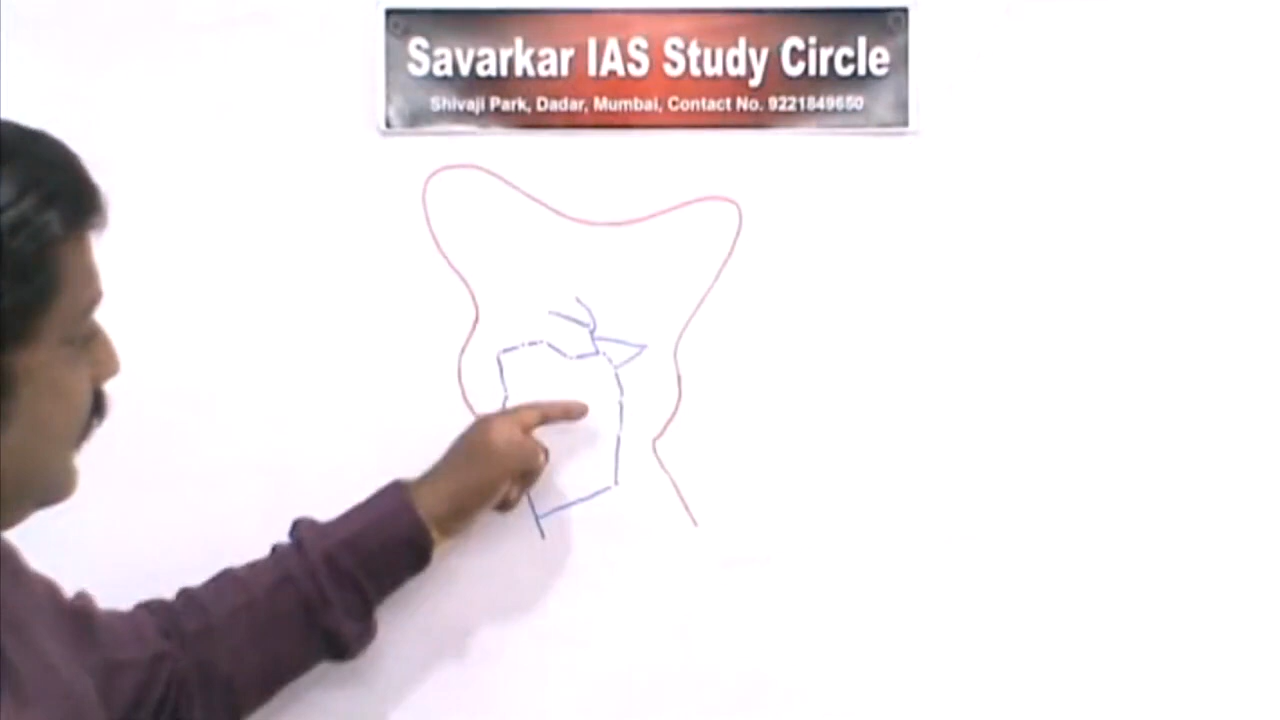 Savarkar IAS Study Circle
Shivaji Park, Dadar, Mumbai, Contact No. 9221849650